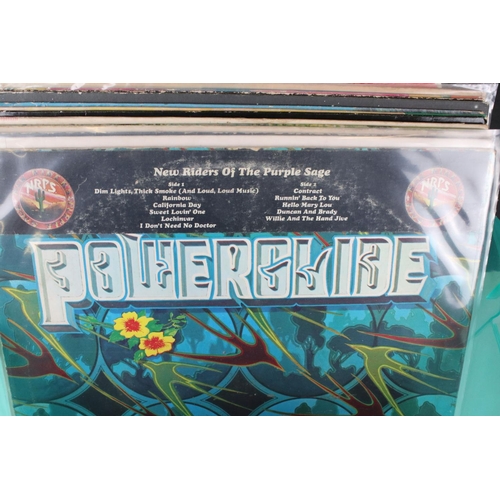 New Riders Of The Purple Sage
NRPS
NRPS
Side 1
Dim Lights, Thick Smoke (And Loud, Loud Music)
Rainbow
California Day
Sweet Lovin' One
Lochinvar
I Don't Need No Doctor
Side 2
Contract
Runnin' Back To You
Hello Mary Lou
Duncan And Brady
Willie And The Hand Jive
POWERGLIDE